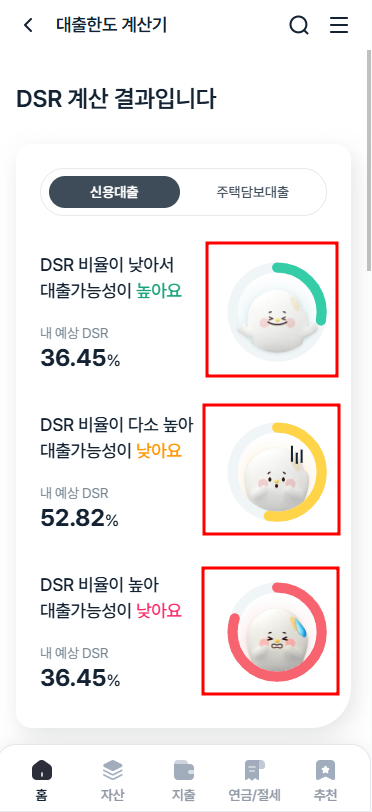 대출한도 계산기
DSR 계산 결과입니다
신용대출
주택담보대출
DSR 비율이 낮아서
대출가능성이 높아요
내 예상 DSR
36.45%
DSR 비율이 다소 높아
대출가능성이 낮아요
내 예상 DSR
52.82%
DSR 비율이 높아
대출가능성이 낮아요
내 예상 DSR
36.45%
홈
자산
지출
연금/절세
추천